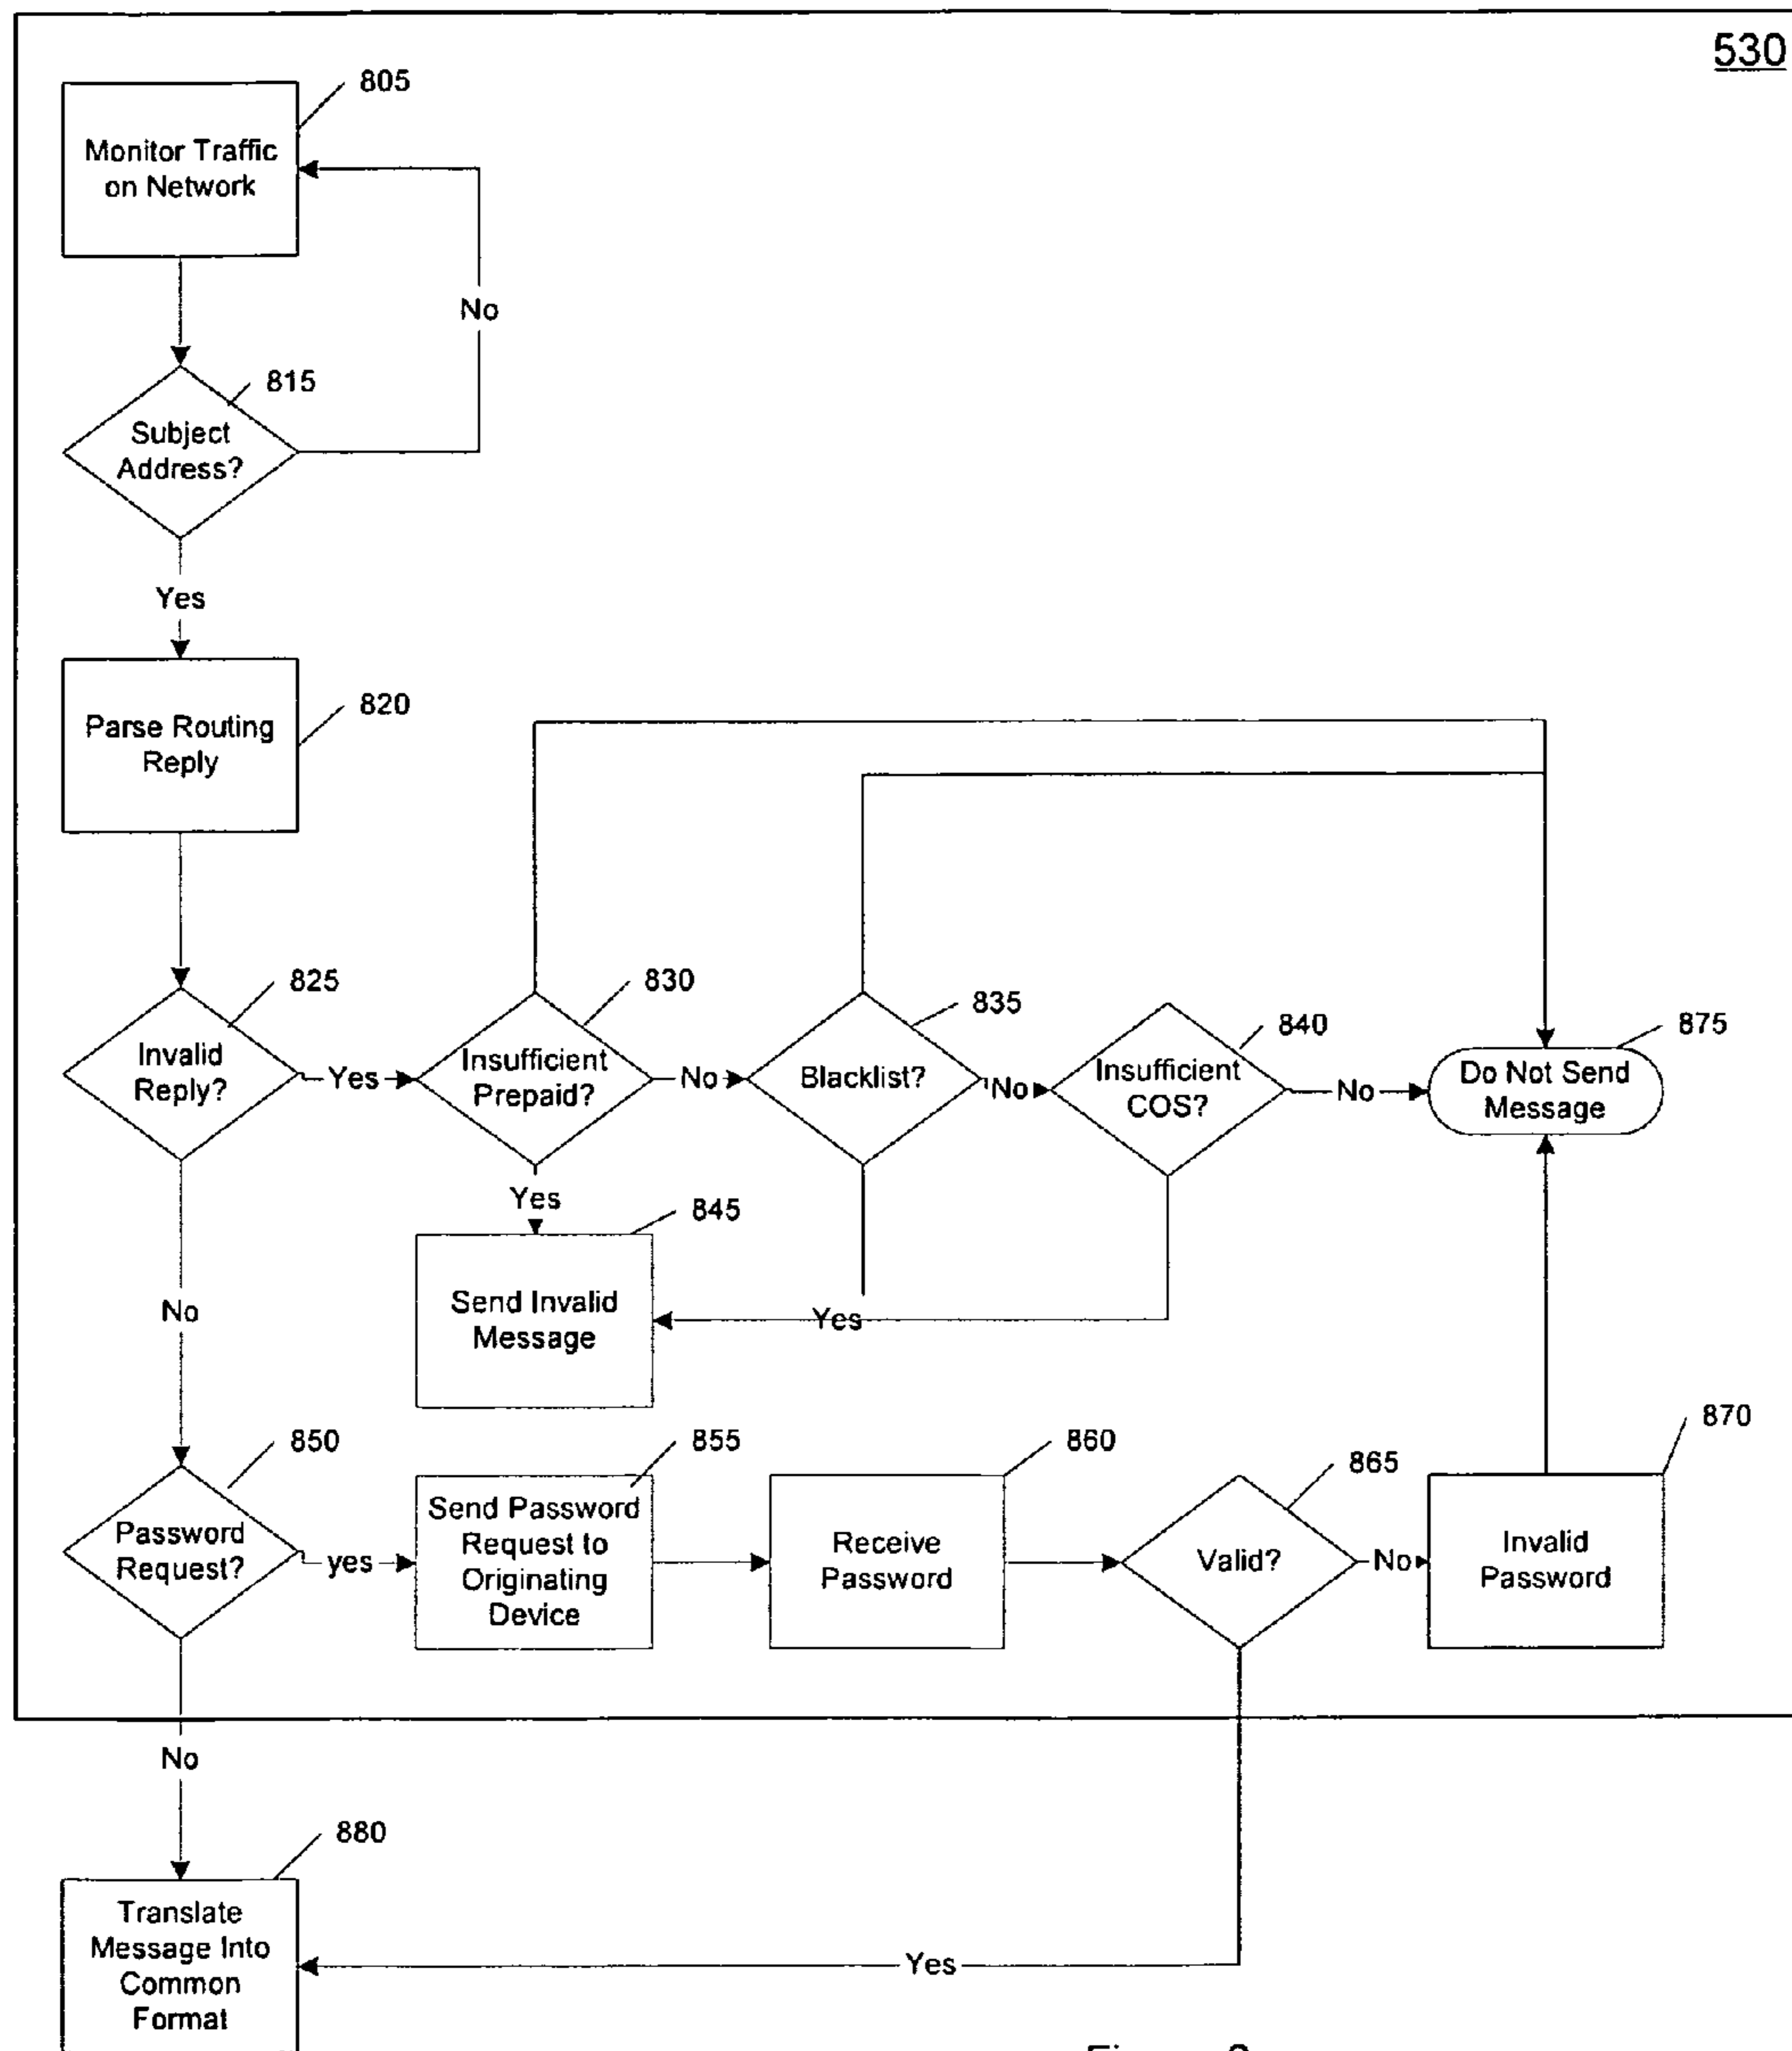 530
805
Monitor Traffic
on Network
No
815
Subject
Address?
Yes
820
Parse Routing
Reply
825
Invalid
Reply?
Yes
830
Insufficient
Prepaid?
No
835
Blacklist?
No
840
Insufficient
COS?
No
875
Do Not Send
Message
Yes
845
Send Invalid
Message
Yes
No
850
Password
Request?
yes
855
Send Password
Request to
Originating
Device
860
Receive
Password
865
Valid?
No
870
Invalid
Password
No
880
Translate
Message Into
Common
Format
Yes